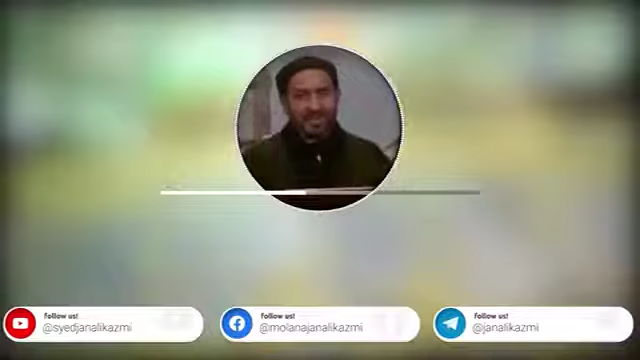 follow us!
@syedjanalikazmi
follow us!
@molanajanalikazmi
follow us!
@janalikazmi